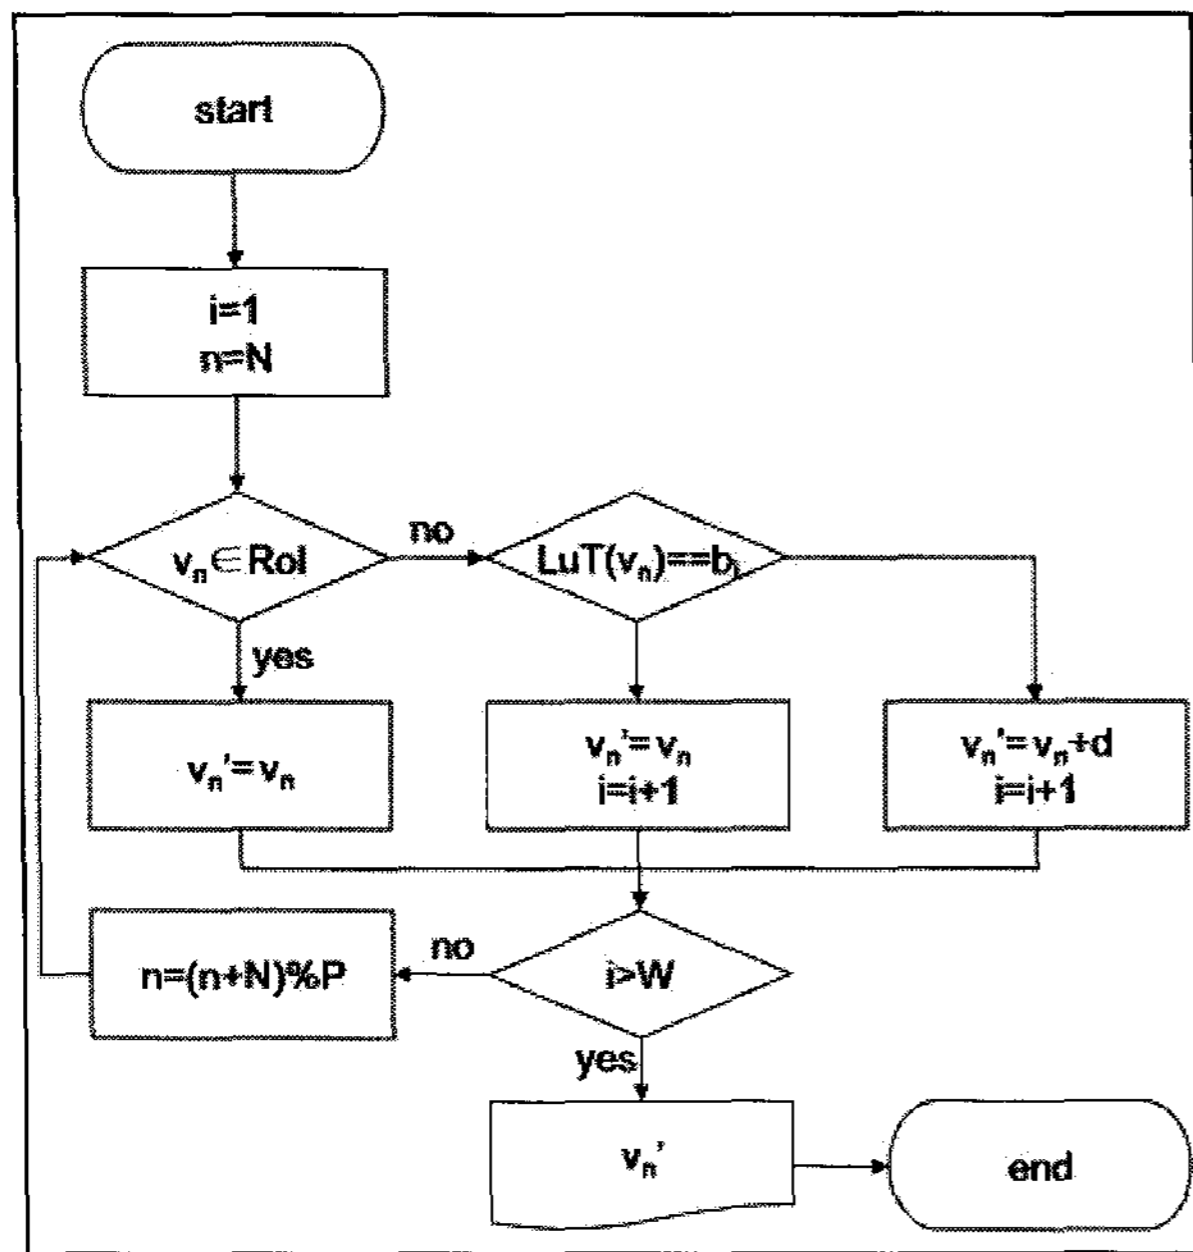 start
i=1
n=N
vₙ∈RoI
no
LuT(vₙ)==bᵢ
yes
vₙ'=vₙ
vₙ'=vₙ
i=i+1
vₙ'=vₙ+d
i=i+1
n=(n+N)%P
no
i>W
yes
vₙ'
end